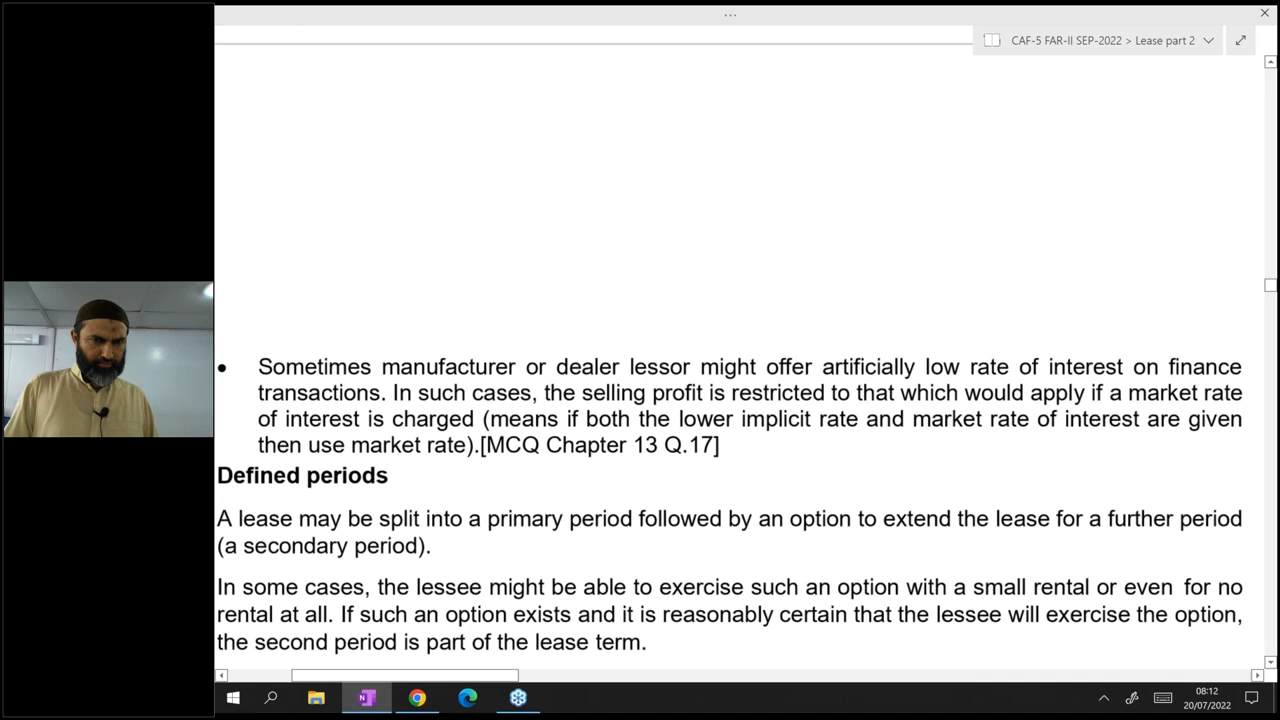 CAF-5 FAR-II SEP-2022 > Lease part 2
• Sometimes manufacturer or dealer lessor might offer artificially low rate of interest on finance
transactions. In such cases, the selling profit is restricted to that which would apply if a market rate
of interest is charged (means if both the lower implicit rate and market rate of interest are given
then use market rate).[MCQ Chapter 13 Q.17]
Defined periods
A lease may be split into a primary period followed by an option to extend the lease for a further period
(a secondary period).
In some cases, the lessee might be able to exercise such an option with a small rental or even for no
rental at all. If such an option exists and it is reasonably certain that the lessee will exercise the option,
the second period is part of the lease term.
08:12
20/07/2022